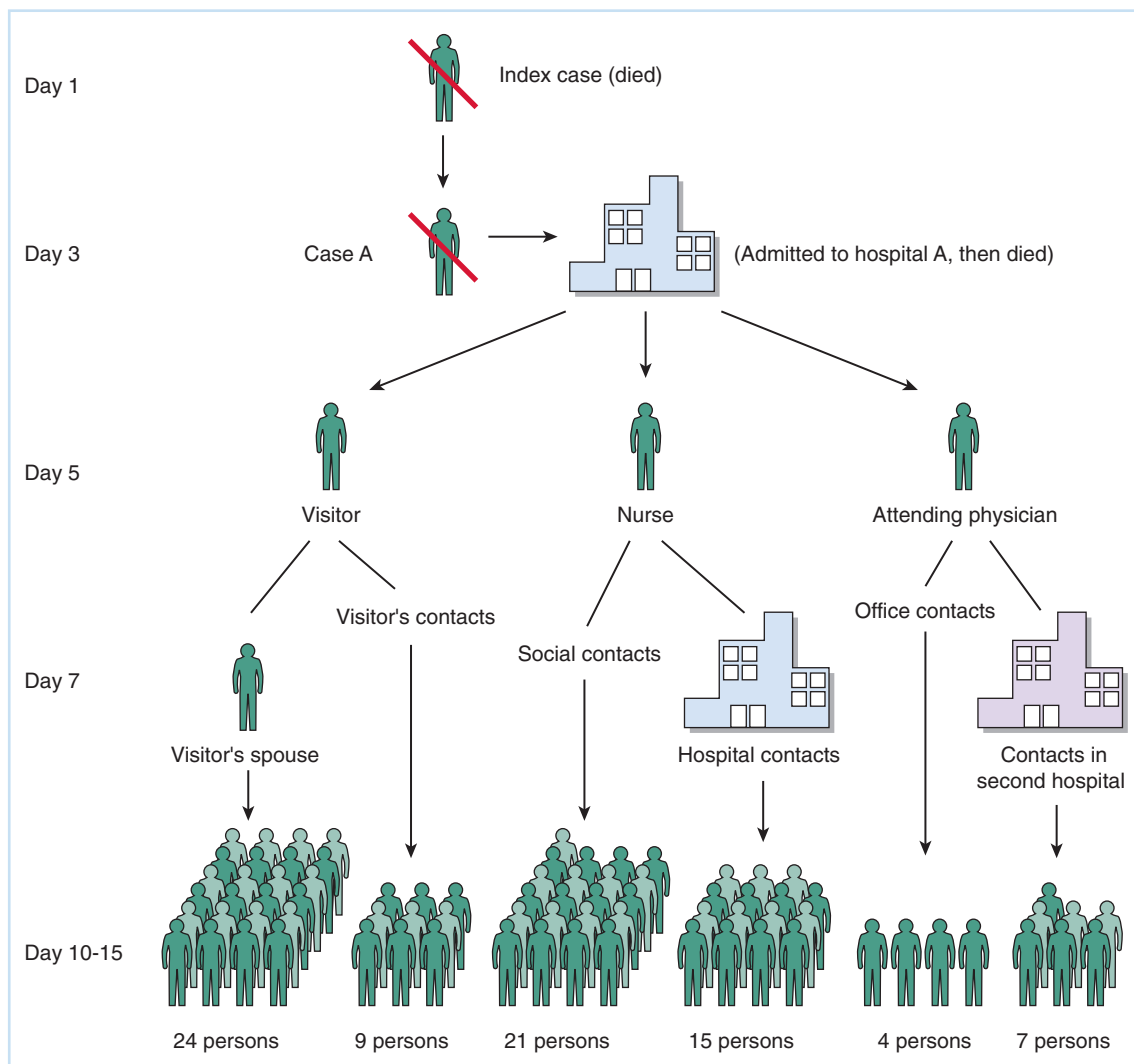 Day 1
Index case (died)
Day 3
Case A
(Admitted to hospital A, then died)
Day 5
Visitor
Nurse
Attending physician
Visitor's contacts
Office contacts
Social contacts
Day 7
Visitor's spouse
Hospital contacts
Contacts in
second hospital
Day 10-15
24 persons
9 persons
21 persons
15 persons
4 persons
7 persons